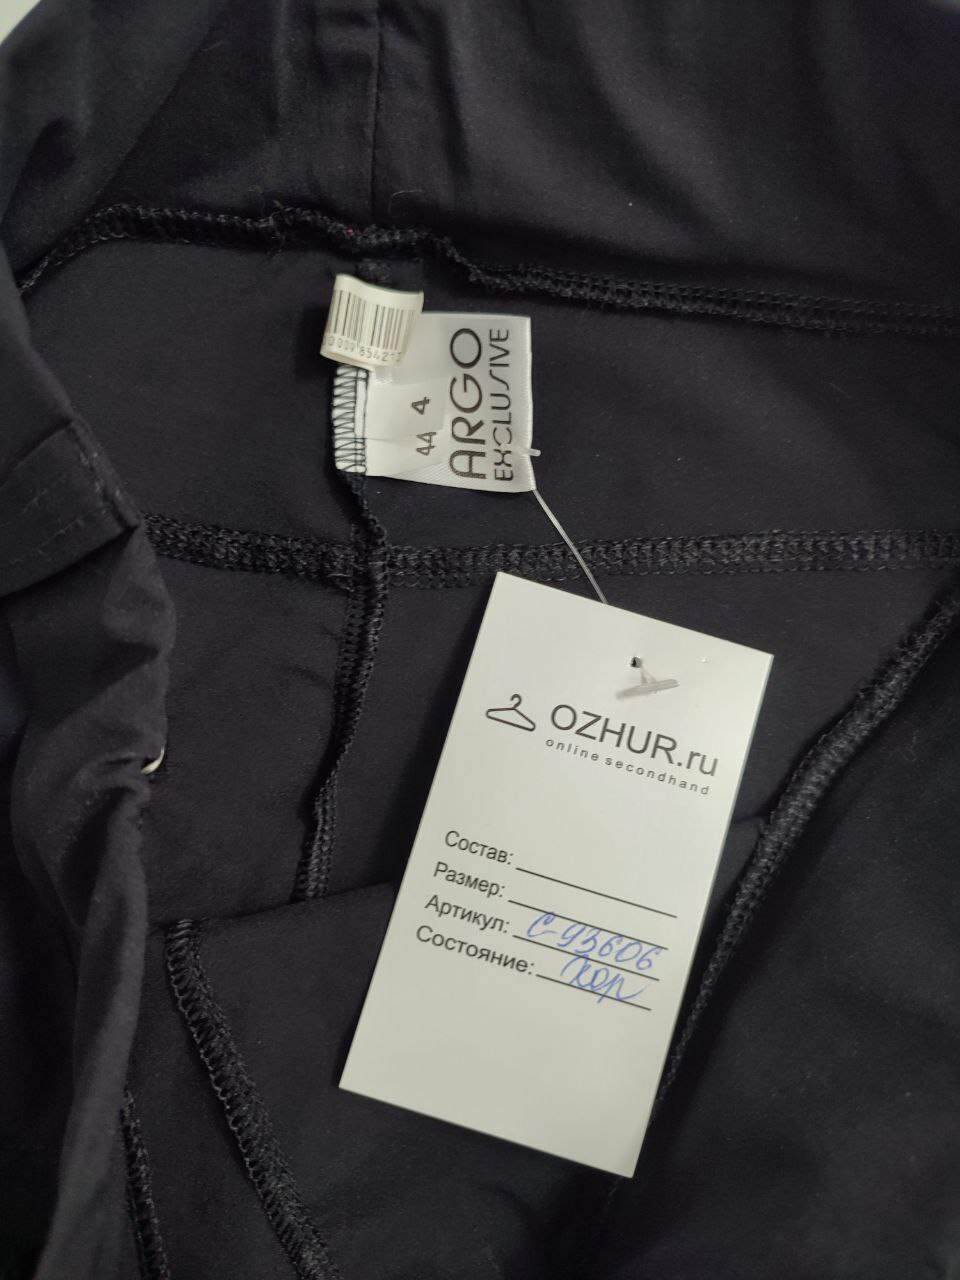 ARGO
EXCLUSIVE
44 4
OZHUR.ru
online secondhand
Состав:
Размер:
Артикул: С-93606
Состояние: хор